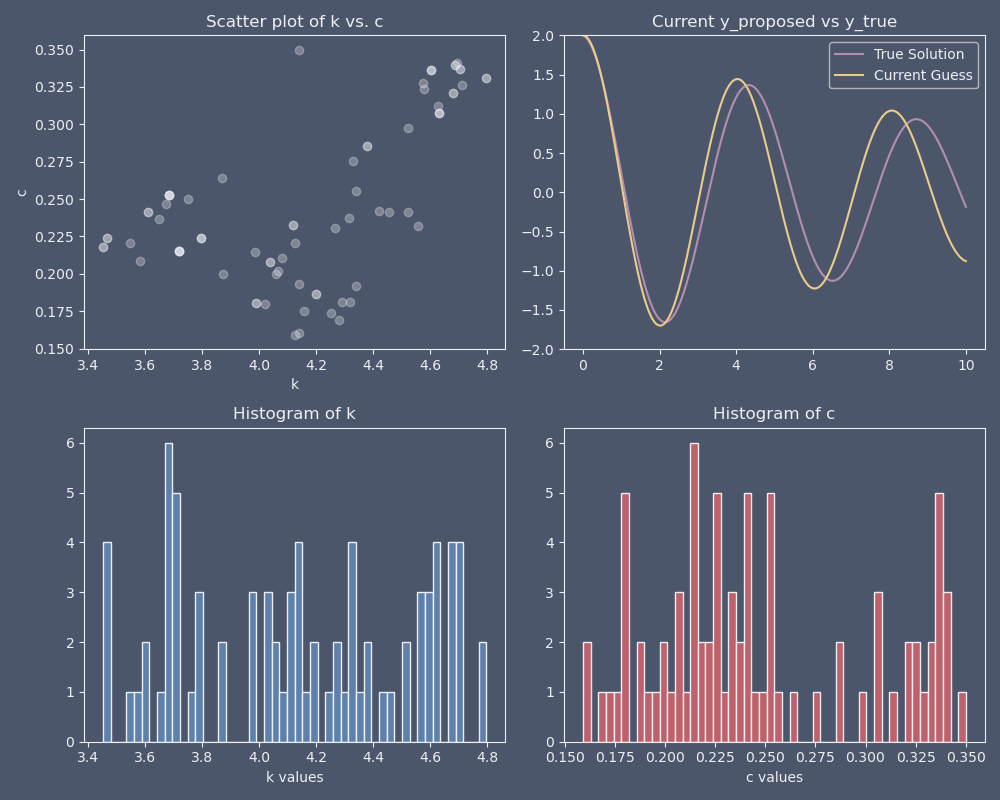 Scatter plot of k vs. c
0.350
0.325
0.300
0.275
0.250
0.225
0.200
0.175
0.150
c
3.4 3.6 3.8 4.0 4.2 4.4 4.6 4.8
k
Current y_proposed vs y_true
2.0
1.5
1.0
0.5
0.0
−0.5
−1.0
−1.5
−2.0
True Solution
Current Guess
0 2 4 6 8 10
Histogram of k
6
5
4
3
2
1
0
3.4 3.6 3.8 4.0 4.2 4.4 4.6 4.8
k values
Histogram of c
6
5
4
3
2
1
0
0.150 0.175 0.200 0.225 0.250 0.275 0.300 0.325 0.350
c values